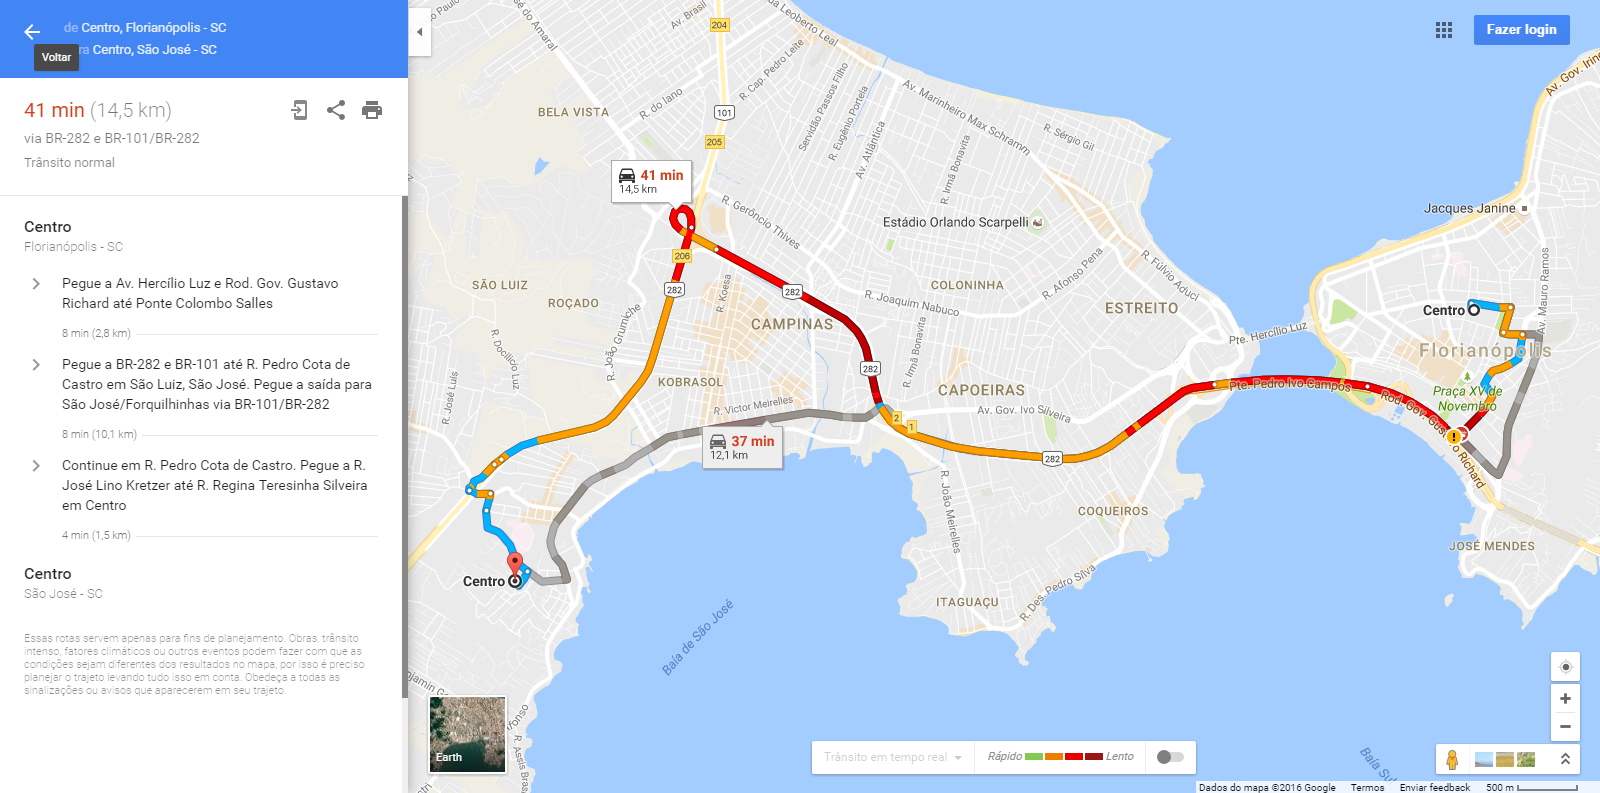 de Centro, Florianópolis - SC
ra Centro, São José - SC
Voltar
41 min (14,5 km)
via BR-282 e BR-101/BR-282
Trânsito normal
Centro
Florianópolis - SC
Pegue a Av. Hercílio Luz e Rod. Gov. Gustavo
Richard até Ponte Colombo Salles
8 min (2,8 km)
Pegue a BR-282 e BR-101 até R. Pedro Cota de
Castro em São Luiz, São José. Pegue a saída para
São José/Forquilhinhas via BR-101/BR-282
8 min (10,1 km)
Continue em R. Pedro Cota de Castro. Pegue a R.
José Lino Kretzer até R. Regina Teresinha Silveira
em Centro
4 min (1,5 km)
Centro
São José - SC
Essas rotas servem apenas para fins de planejamento. Obras, trânsito
intenso, fatores climáticos ou outros eventos podem fazer com que as
condições sejam diferentes dos resultados no mapa, por isso é preciso
planejar o trajeto levando tudo isso em conta. Obedeça a todas as
sinalizações ou avisos que aparecerem em seu trajeto.
Fazer login
204
Av. Brasil
Leoberto Leal
do Amaral
R. Cap. Pedro Leite
BELA VISTA
R. do Iano
101
205
Servidão Passos Filho
R. Eugênio Portela
Av. Atlântica
Av. Marinheiro Max Schramm
R. Sérgio Gil
R. Irmã Bonavita
Av. Gov. Irineu
41 min
14,5 km
R. Gerôncio Thives
Estádio Orlando Scarpelli
Jacques Janine
206
SÃO LUIZ
ROÇADO
282
282
R. Koesa
R. Joaquim Nabuco
COLONINHA
R. Afonso Pena
R. Fúlvio Aduci
ESTREITO
Av. Mauro Ramos
Centro
Florianópolis
CAMPINAS
R. João Grumiche
R. Docilício Luz
Pte. Hercílio Luz
R. Irmã Bonavita
282
KOBRASOL
CAPOEIRAS
Pte. Pedro Ivo Campos
Praça XV de
Novembro
R. José Luís
R. Victor Meirelles
Av. Gov. Ivo Silveira
Rod. Gov. Gustavo Richard
2
1
37 min
12,1 km
282
R. João Meirelles
COQUEIROS
JOSÉ MENDES
Centro
R. Des. Pedro Silva
ITAGUAÇU
Baía de São José
Benjamin Gon
R. Assis Bras
Earth
Trânsito em tempo real
Rápido
Lento
Baía Su
Dados do mapa ©2016 Google
Termos
Enviar feedback
500 m